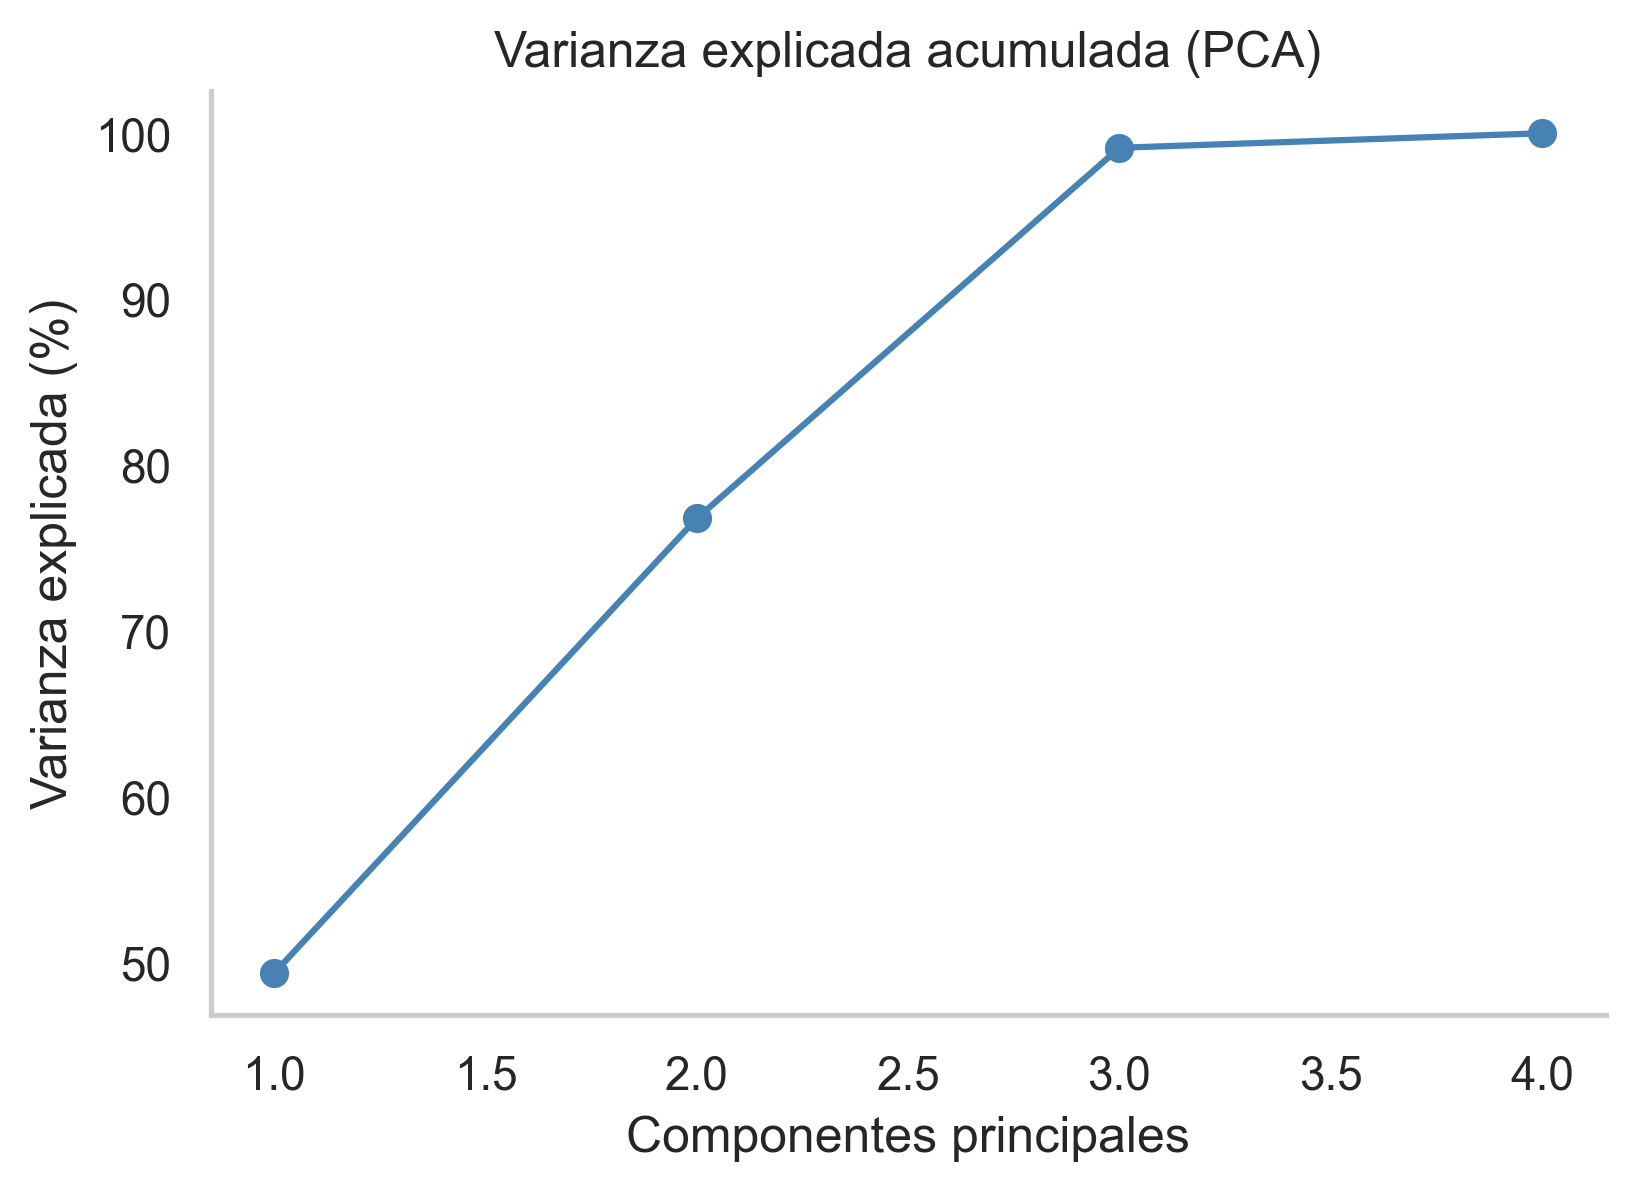 Varianza explicada acumulada (PCA)
Varianza explicada (%)
100
90
80
70
60
50
1.0 1.5 2.0 2.5 3.0 3.5 4.0
Componentes principales